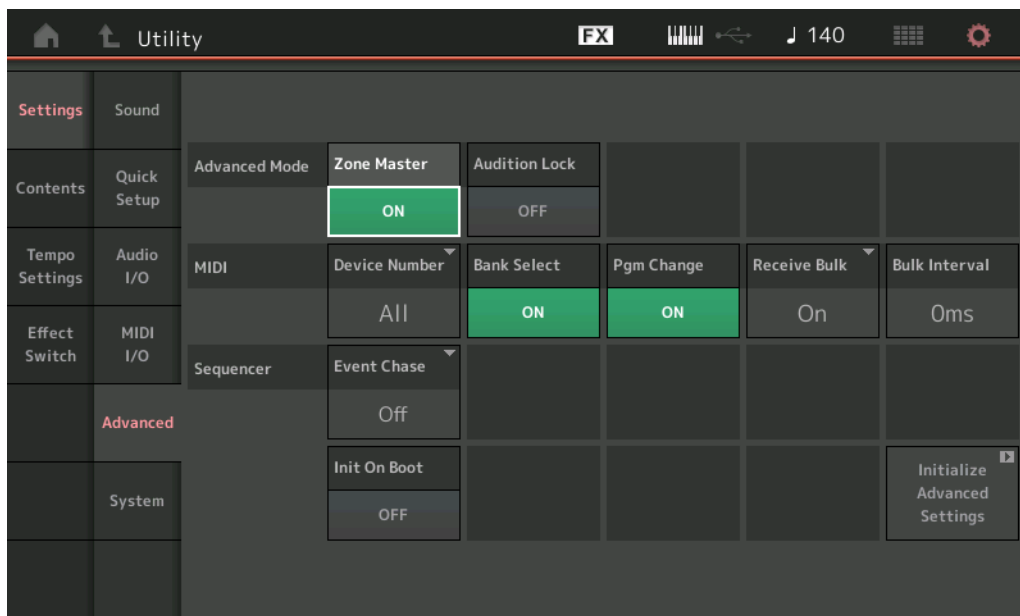 Utility
FX
♩ 140
Settings
Contents
Tempo
Settings
Effect
Switch
Sound
Quick
Setup
Audio
I/O
MIDI
I/O
Advanced
System
Advanced Mode
Zone Master
ON
Audition Lock
OFF
MIDI
Device Number
All
Bank Select
ON
Pgm Change
ON
Receive Bulk
On
Bulk Interval
0ms
Sequencer
Event Chase
Off
Init On Boot
OFF
Initialize
Advanced
Settings